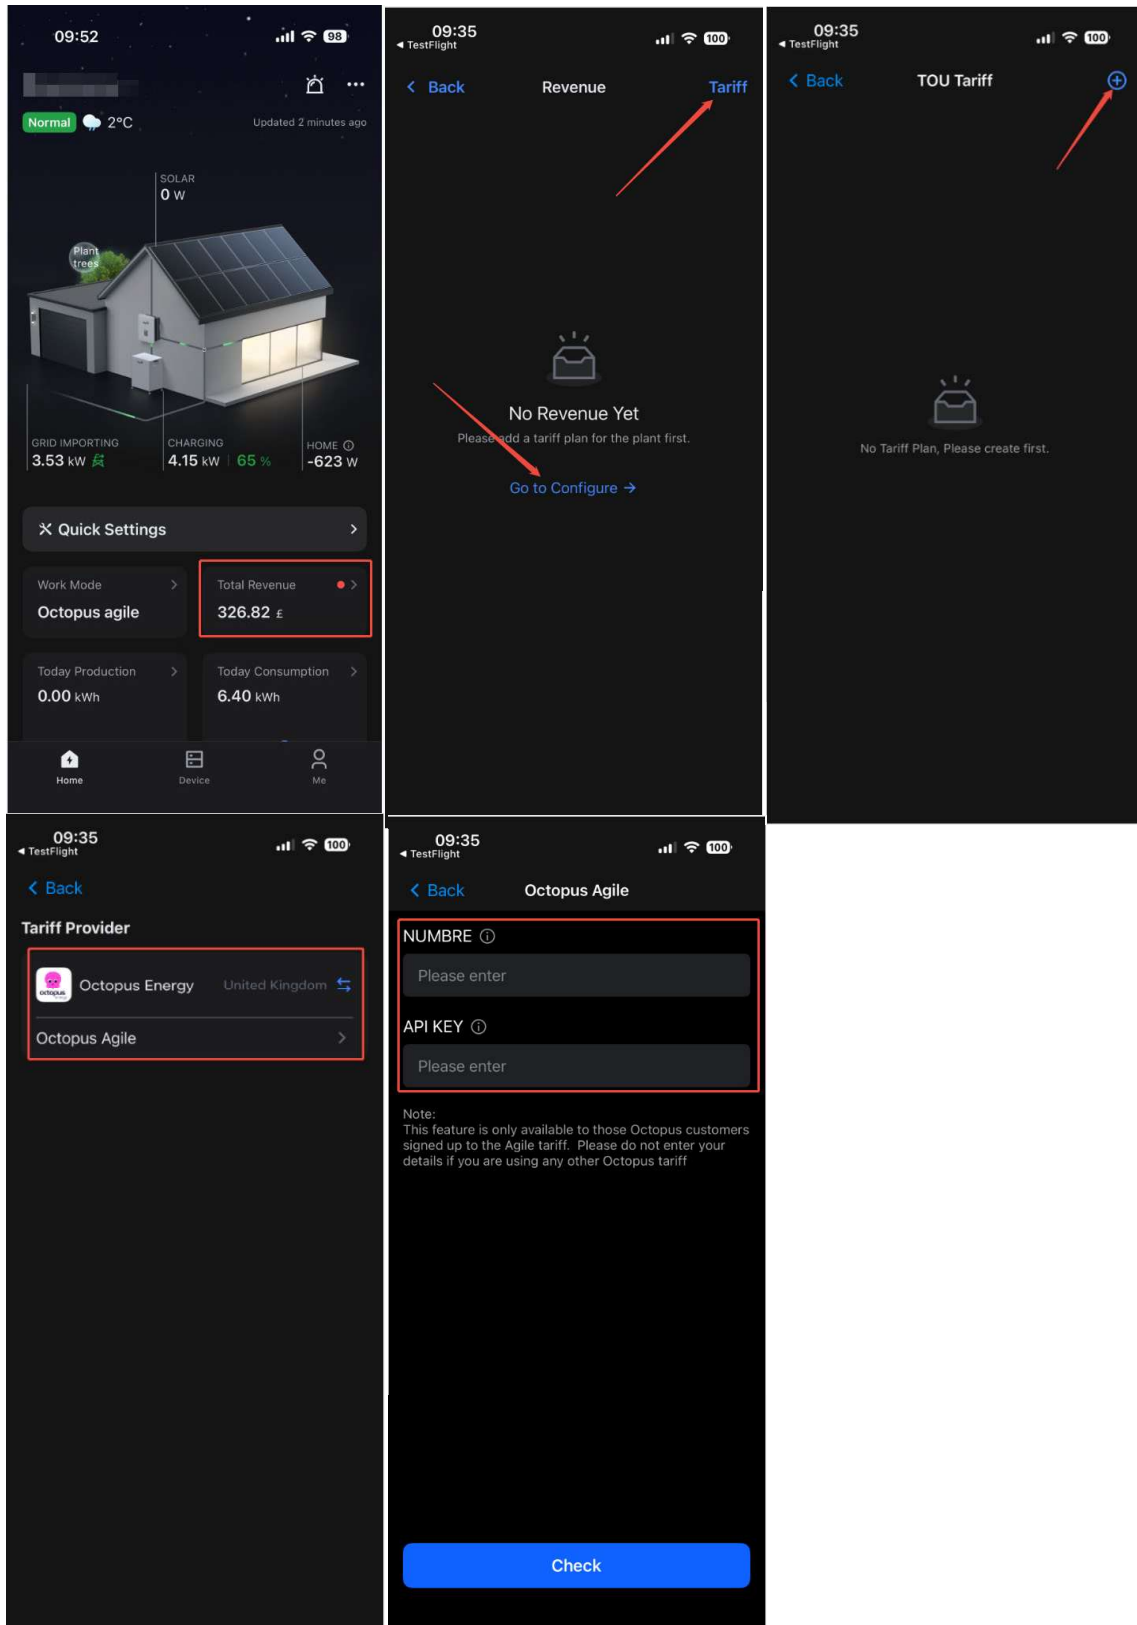 09:52
98
Normal 2°C
Updated 2 minutes ago
SOLAR
0 W
Plant
trees
GRID IMPORTING
3.53 kW
CHARGING
4.15 kW | 65 %
HOME
-623 W
Quick Settings
Work Mode
Octopus agile
Total Revenue
326.82 £
Today Production
0.00 kWh
Today Consumption
6.40 kWh
Home
Device
Me
09:35
TestFlight
100
Back
Revenue
Tariff
No Revenue Yet
Please add a tariff plan for the plant first.
Go to Configure →
09:35
TestFlight
100
Back
TOU Tariff
No Tariff Plan, Please create first.
09:35
TestFlight
100
Back
Tariff Provider
octopus
energy
Octopus Energy
United Kingdom
Octopus Agile
09:35
TestFlight
100
Back
Octopus Agile
NUMBRE
Please enter
API KEY
Please enter
Note:
This feature is only available to those Octopus customers
signed up to the Agile tariff. Please do not enter your
details if you are using any other Octopus tariff
Check